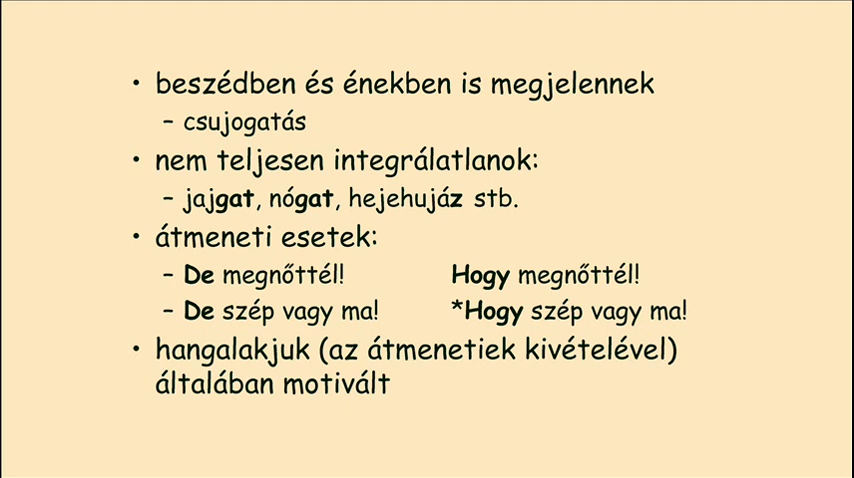 • beszédben és énekben is megjelennek
– csujogatás
• nem teljesen integrálatlanok:
– jajgat, nógat, hejehujáz stb.
• átmeneti esetek:
– De megnőttél! Hogy megnőttél!
– De szép vagy ma! *Hogy szép vagy ma!
• hangalakjuk (az átmenetiek kivételével)
általában motivált